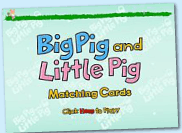 Big Pig and
Little Pig
Matching Cards
Click Here to Play!